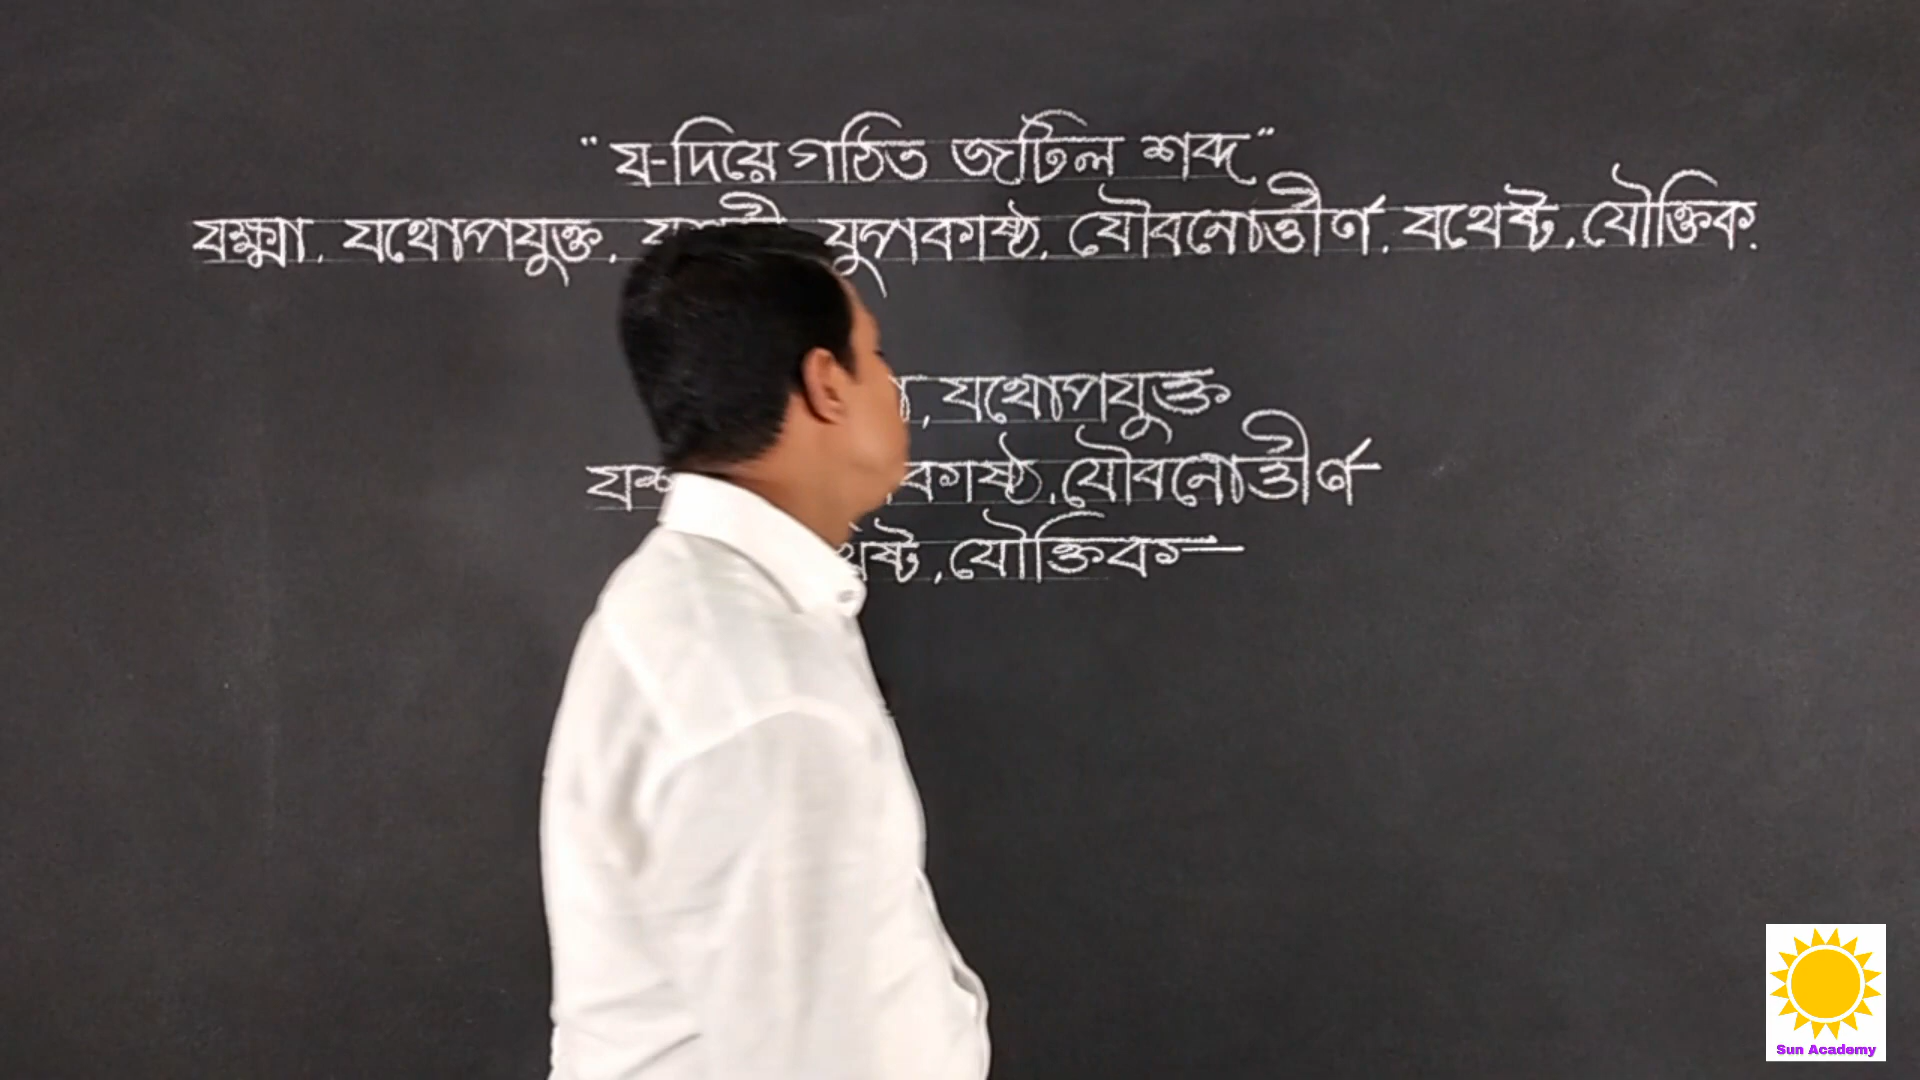 "য-দিয়ে গঠিত জটিল শব্দ"
যক্ষ্মা, যথোপযুক্ত, যুপকাষ্ঠ, যৌবনোত্তীর্ণ, যথেষ্ট, যৌক্তিক,
যথোপযুক্ত
যৌবনোত্তীর্ণ
যৌক্তিক
Sun Academy